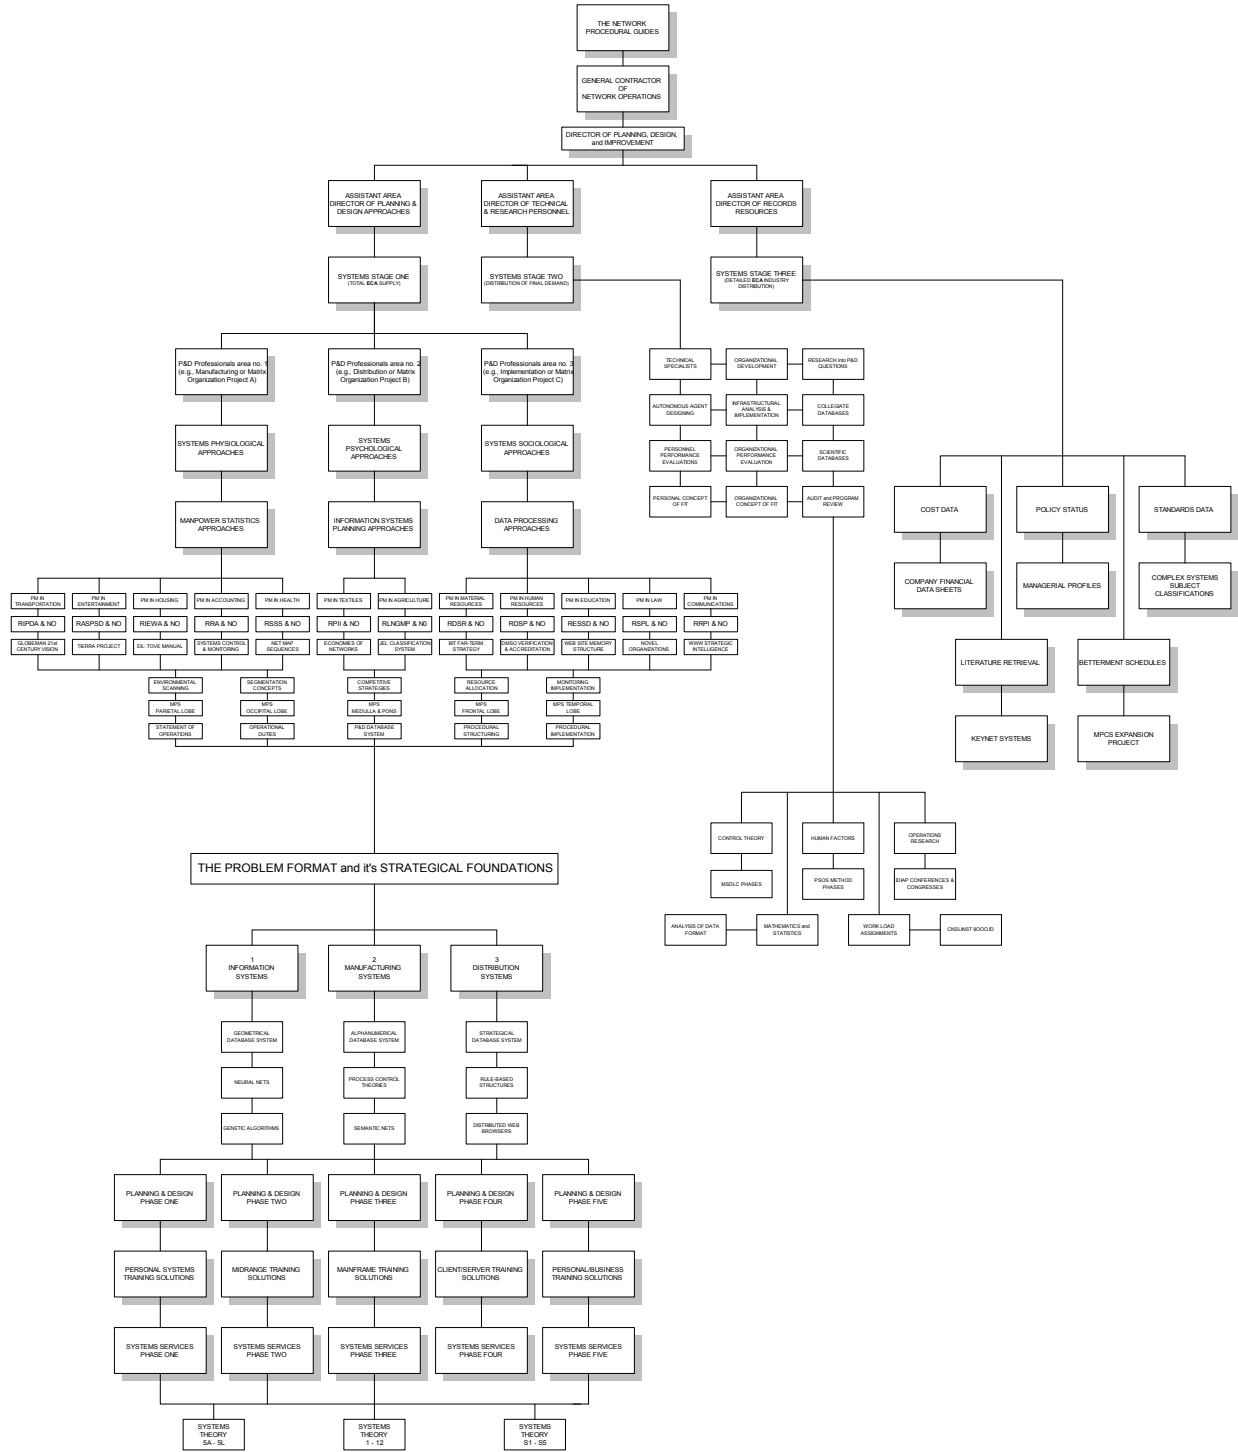 THE NETWORK
PROCEDURAL GUIDES
GENERAL CONTRACTOR
OF
NETWORK OPERATIONS
DIRECTOR OF PLANNING, DESIGN,
and IMPROVEMENT
ASSISTANT AREA
DIRECTOR OF PLANNING &
DESIGN APPROACHES
ASSISTANT AREA
DIRECTOR OF TECHNICAL
& RESEARCH PERSONNEL
ASSISTANT AREA
DIRECTOR OF RECORDS
RESOURCES
SYSTEMS STAGE ONE
(TOTAL ECA SUPPLY)
SYSTEMS STAGE TWO
(DISTRIBUTION OF FINAL DEMAND)
SYSTEMS STAGE THREE
(DETAILED ECA INDUSTRY
DISTRIBUTION)
P&D Professionals area no. 1
(e.g., Manufacturing or Matrix
Organization Project A)
P&D Professionals area no. 2
(e.g., Distribution or Matrix
Organization Project B)
P&D Professionals area no. 3
(e.g., Implementation or Matrix
Organization Project C)
TECHNICAL
SPECIALISTS
ORGANIZATIONAL
DEVELOPMENT
RESEARCH into P&D
QUESTIONS
AUTONOMOUS AGENT
DESIGNING
INFRASTRUCTURAL
ANALYSIS &
IMPLEMENTATION
COLLEGIATE
DATABASES
SYSTEMS PHYSIOLOGICAL
APPROACHES
SYSTEMS
PSYCHOLOGICAL
APPROACHES
SYSTEMS SOCIOLOGICAL
APPROACHES
PERSONNEL
PERFORMANCE
EVALUATIONS
ORGANIZATIONAL
PERFORMANCE
EVALUATION
SCIENTIFIC
DATABASES
PERSONAL CONCEPT
OF FIT
ORGANIZATIONAL
CONCEPT OF FIT
AUDIT and PROGRAM
REVIEW
MANPOWER STATISTICS
APPROACHES
INFORMATION SYSTEMS
PLANNING APPROACHES
DATA PROCESSING
APPROACHES
COST DATA
POLICY STATUS
STANDARDS DATA
COMPANY FINANCIAL
DATA SHEETS
MANAGERIAL PROFILES
COMPLEX SYSTEMS
SUBJECT
CLASSIFICATIONS
PM IN
TRANSPORTATION
PM IN
ENTERTAINMENT
PM IN HOUSING
PM IN ACCOUNTING
PM IN HEALTH
PM IN TEXTILES
PM IN AGRICULTURE
PM IN MATERIAL
RESOURCES
PM IN HUMAN
RESOURCES
PM IN EDUCATION
PM IN LAW
PM IN
COMMUNICATIONS
RIPDA & NO
RASPSD & NO
RIEWA & NO
RRA & NO
RSSS & NO
RPII & NO
RLNGMP & N0
RDSR & NO
RDSP & NO
RESSD & NO
RSPL & NO
RRPI & NO
GLOBEMAN 21st
CENTURY VISION
TIERRA PROJECT
EIL: TOVE MANUAL
SYSTEMS CONTROL
& MONITORING
NET MAP
SEQUENCES
ECONOMIES OF
NETWORKS
JEL CLASSIFICATION
SYSTEM
BIT FAR-TERM
STRATEGY
DMSO VERIFICATION
& ACCREDITATION
WEB SITE MEMORY
STRUCTURE
NOVEL
ORGANIZATIONS
WWW STRATEGIC
INTELLIGENCE
LITERATURE RETRIEVAL
BETTERMENT SCHEDULES
ENVIRONMENTAL
SCANNING
SEGMENTATION
CONCEPTS
COMPETITIVE
STRATEGIES
RESOURCE
ALLOCATION
MONITORING
IMPLEMENTATION
MPS
PARIETAL LOBE
MPS
OCCIPITAL LOBE
MPS
MEDULLA & PONS
MPS
FRONTAL LOBE
MPS TEMPORAL
LOBE
STATEMENT OF
OPERATIONS
OPERATIONAL
DUTIES
P&D DATABASE
SYSTEM
PROCEDURAL
STRUCTURING
PROCEDURAL
IMPLEMENTATION
KEYNET SYSTEMS
MPCS EXPANSION
PROJECT
CONTROL THEORY
HUMAN FACTORS
OPERATIONS
RESEARCH
THE PROBLEM FORMAT and it's STRATEGICAL FOUNDATIONS
MSDLC PHASES
PSOS METHOD
PHASES
IDIAP CONFERENCES &
CONGRESSES
ANALYSIS OF DATA
FORMAT
MATHEMATICS and
STATISTICS
WORK LOAD
ASSIGNMENTS
CNSLINST 9OOO.ID
1
INFORMATION
SYSTEMS
2
MANUFACTURING
SYSTEMS
3
DISTRIBUTION
SYSTEMS
GEOMETRICAL
DATABASE SYSTEM
ALPHANUMERICAL
DATABASE SYSTEM
STRATEGICAL
DATABASE SYSTEM
NEURAL NETS
PROCESS CONTROL
THEORIES
RULE-BASED
STRUCTURES
GENETIC ALGORITHMS
SEMANTIC NETS
DISTRIBUTED WEB
BROWSERS
PLANNING & DESIGN
PHASE ONE
PLANNING & DESIGN
PHASE TWO
PLANNING & DESIGN
PHASE THREE
PLANNING & DESIGN
PHASE FOUR
PLANNING & DESIGN
PHASE FIVE
PERSONAL SYSTEMS
TRAINING SOLUTIONS
MIDRANGE TRAINING
SOLUTIONS
MAINFRAME TRAINING
SOLUTIONS
CLIENT/SERVER TRAINING
SOLUTIONS
PERSONAL/BUSINESS
TRAINING SOLUTIONS
SYSTEMS SERVICES
PHASE ONE
SYSTEMS SERVICES
PHASE TWO
SYSTEMS SERVICES
PHASE THREE
SYSTEMS SERVICES
PHASE FOUR
SYSTEMS SERVICES
PHASE FIVE
SYSTEMS
THEORY
5A - 5L
SYSTEMS
THEORY
1 - 12
SYSTEMS
THEORY
S1 - S5